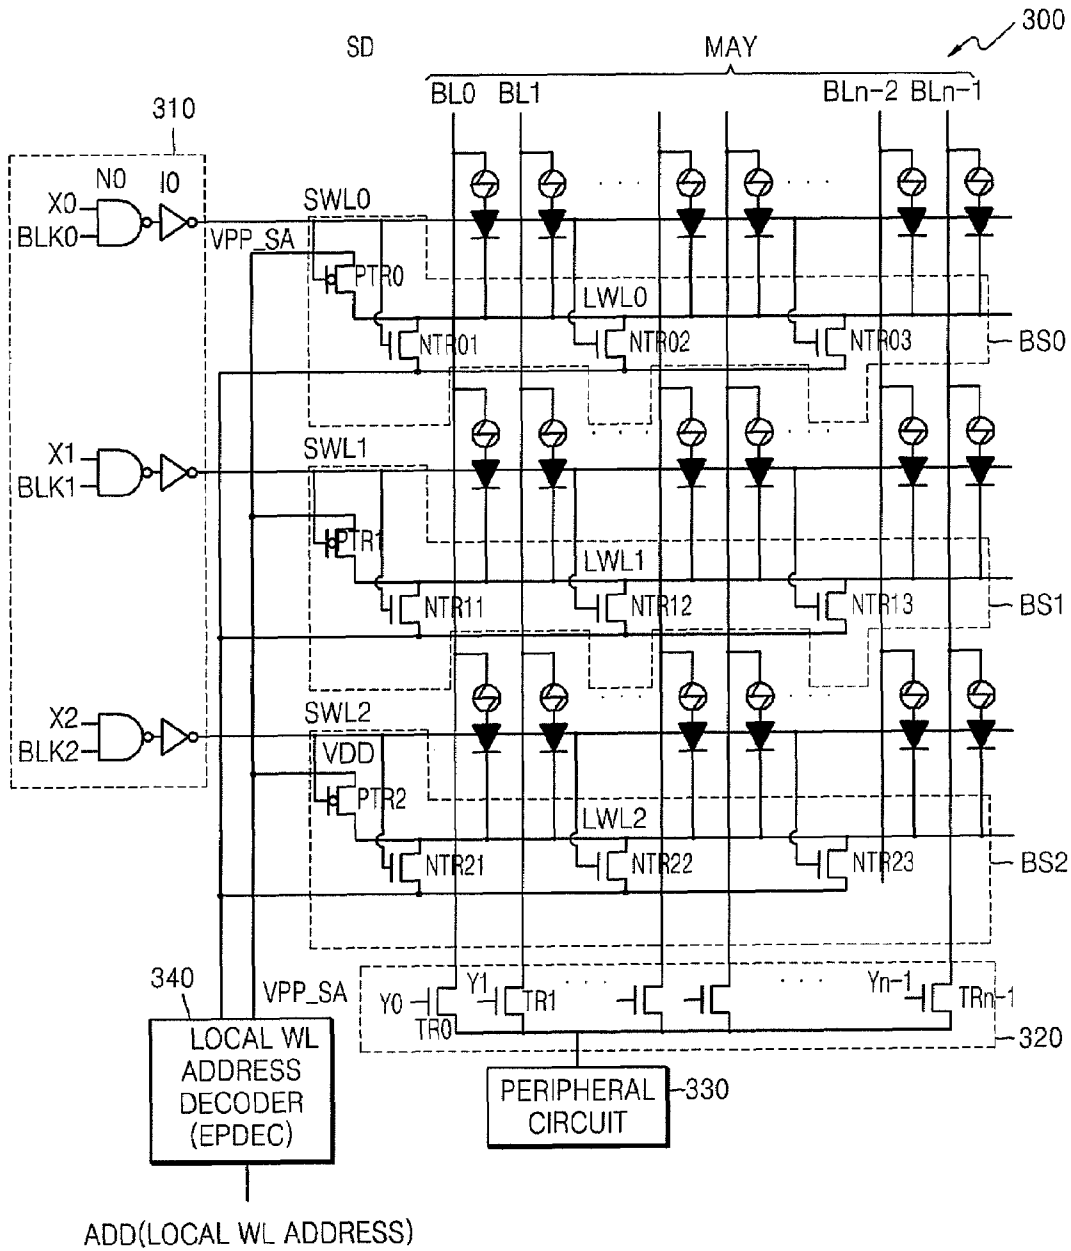 300
SD
MAY
BL0 BL1 BLn-2 BLn-1
310
N0 I0
X0
BLK0
SWL0
VPP_SA
PTR0
LWL0
NTR01 NTR02 NTR03
BS0
. . . . . .
X1
BLK1
SWL1
PTR1
LWL1
NTR11 NTR12 NTR13
BS1
. . . . . .
X2
BLK2
SWL2
VDD
PTR2
LWL2
NTR21 NTR22 NTR23
BS2
. . . . . .
340
VPP_SA
Y0 Y1 . . . . . . Yn-1
TR0 TR1 TRn-1
320
LOCAL WL
ADDRESS
DECODER
(EPDEC)
PERIPHERAL
CIRCUIT
330
ADD(LOCAL WL ADDRESS)